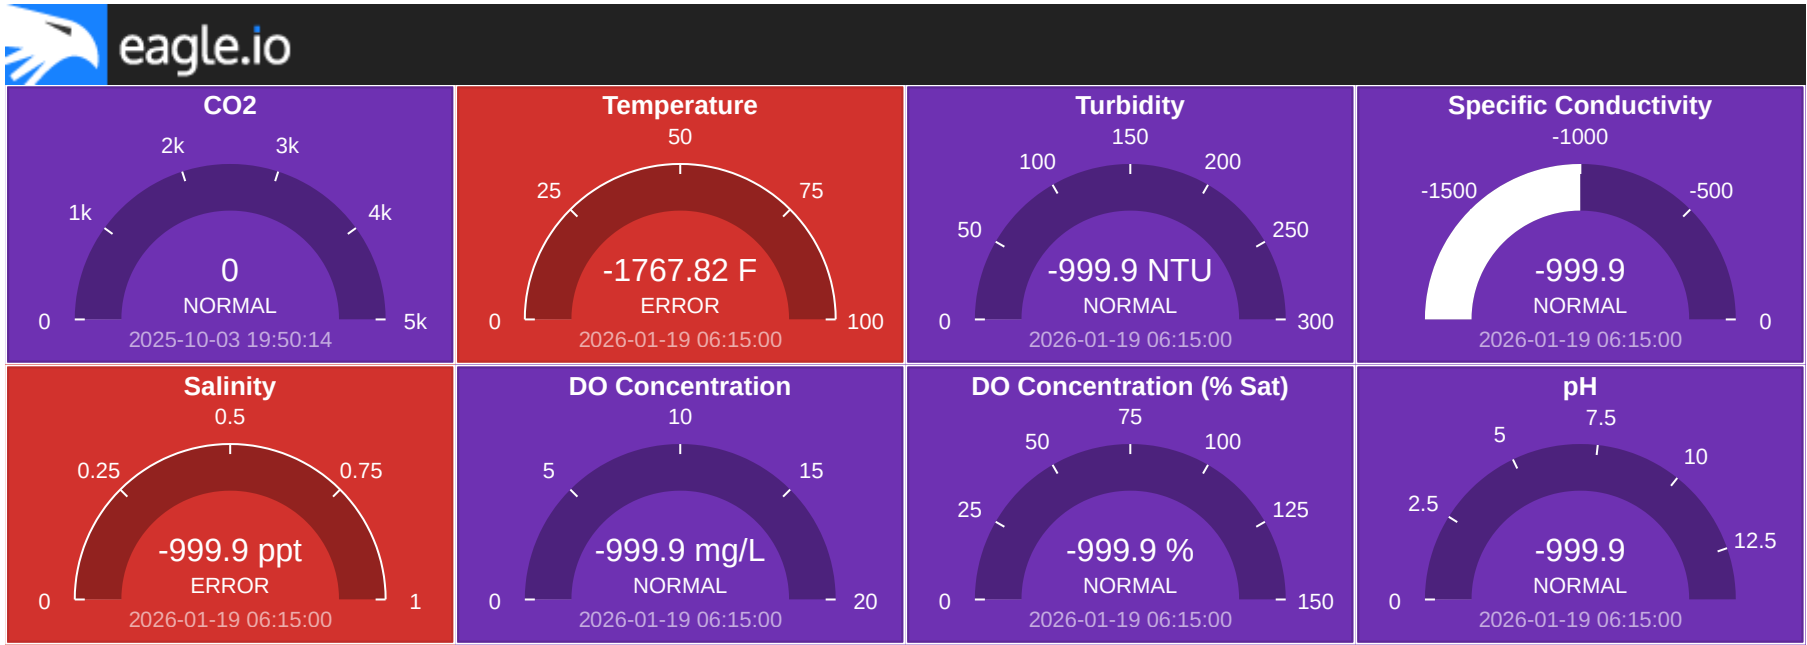 eagle.io
CO2
2k 3k
1k 4k
0
NORMAL
0 5k
2025-10-03 19:50:14
Temperature
50
25 75
-1767.82 F
ERROR
0 100
2026-01-19 06:15:00
Turbidity
150
100 200
50 250
-999.9 NTU
NORMAL
0 300
2026-01-19 06:15:00
Specific Conductivity
-1000
-1500 -500
-999.9
NORMAL
0
2026-01-19 06:15:00
Salinity
0.5
0.25 0.75
-999.9 ppt
ERROR
0 1
2026-01-19 06:15:00
DO Concentration
10
5 15
-999.9 mg/L
NORMAL
0 20
2026-01-19 06:15:00
DO Concentration (% Sat)
75
50 100
25 125
-999.9 %
NORMAL
0 150
2026-01-19 06:15:00
pH
7.5
5 10
2.5 12.5
-999.9
NORMAL
0
2026-01-19 06:15:00